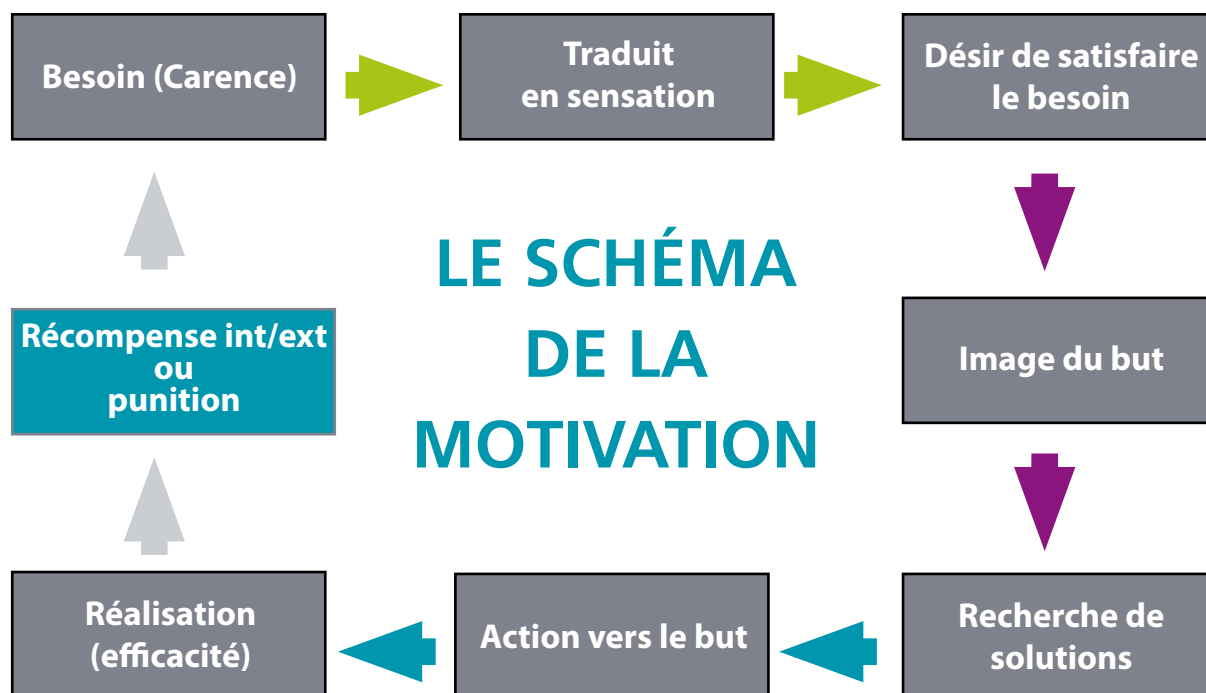 Besoin (Carence)
Traduit
en sensation
Désir de satisfaire
le besoin
LE SCHÉMA
DE LA
MOTIVATION
Récompense int/ext
ou
punition
Image du but
Réalisation
(efficacité)
Action vers le but
Recherche de
solutions